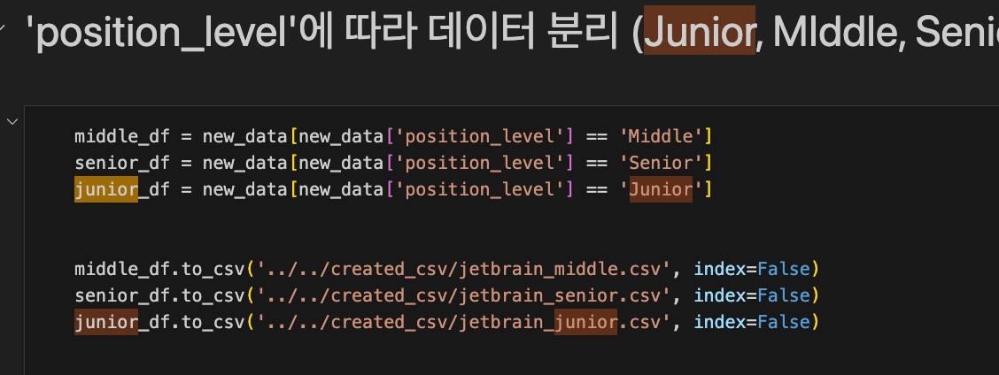 'position_level'에 따라 데이터 분리 (Junior, MIddle, Seni
middle_df = new_data[new_data['position_level'] == 'Middle']
senior_df = new_data[new_data['position_level'] == 'Senior']
junior_df = new_data[new_data['position_level'] == 'Junior']
middle_df.to_csv('../../created_csv/jetbrain_middle.csv', index=False)
senior_df.to_csv('../../created_csv/jetbrain_senior.csv', index=False)
junior_df.to_csv('../../created_csv/jetbrain_junior.csv', index=False)